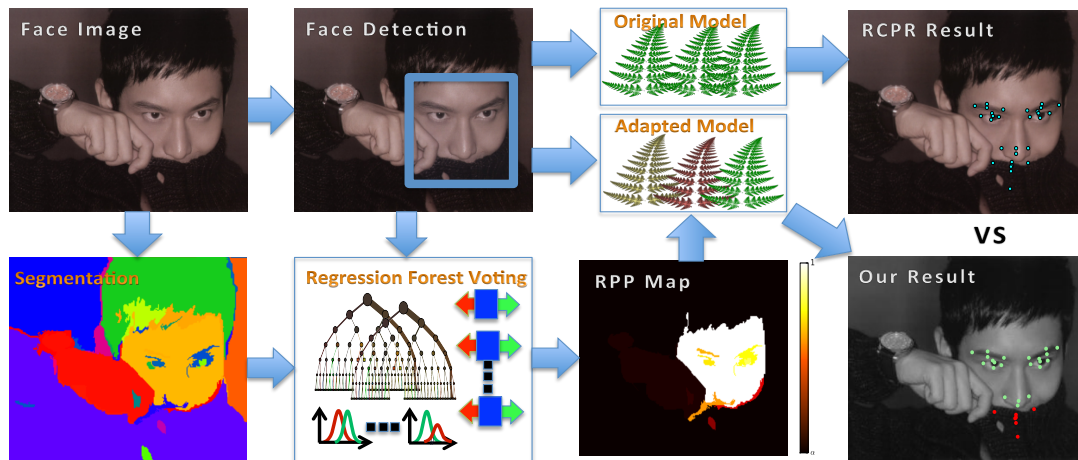 Face Image
Face Detection
Original Model
RCPR Result
Adapted Model
VS
Segmentation
Regression Forest Voting
RPP Map
1
α
Our Result